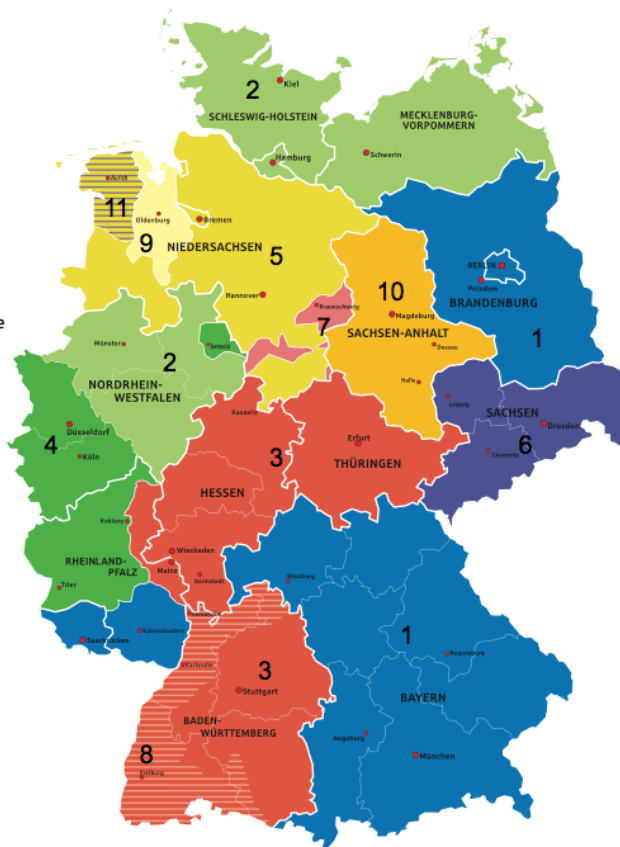 2
Kiel
SCHLESWIG-HOLSTEIN
MECKLENBURG-
VORPOMMERN
Hamburg
Schwerin
Aurich
11
Oldenburg
9
Bremen
NIEDERSACHSEN
5
Hannover
BERLIN
Potsdam
BRANDENBURG
1
10
Braunschweig
7
Magdeburg
SACHSEN-ANHALT
Dessau
Halle
e
Münster
Detmold
2
NORDRHEIN-
WESTFALEN
Düsseldorf
4
Köln
Kassel
3
Erfurt
THÜRINGEN
HESSEN
Leipzig
SACHSEN
Dresden
6
Chemnitz
Koblenz
RHEINLAND-
PFALZ
Trier
Wiesbaden
Mainz
Darmstadt
Würzburg
Saarbrücken
Kaiserslautern
Karlsruhe
3
Stuttgart
BADEN-
WÜRTTEMBERG
8
Freiburg
1
Regensburg
BAYERN
Augsburg
München